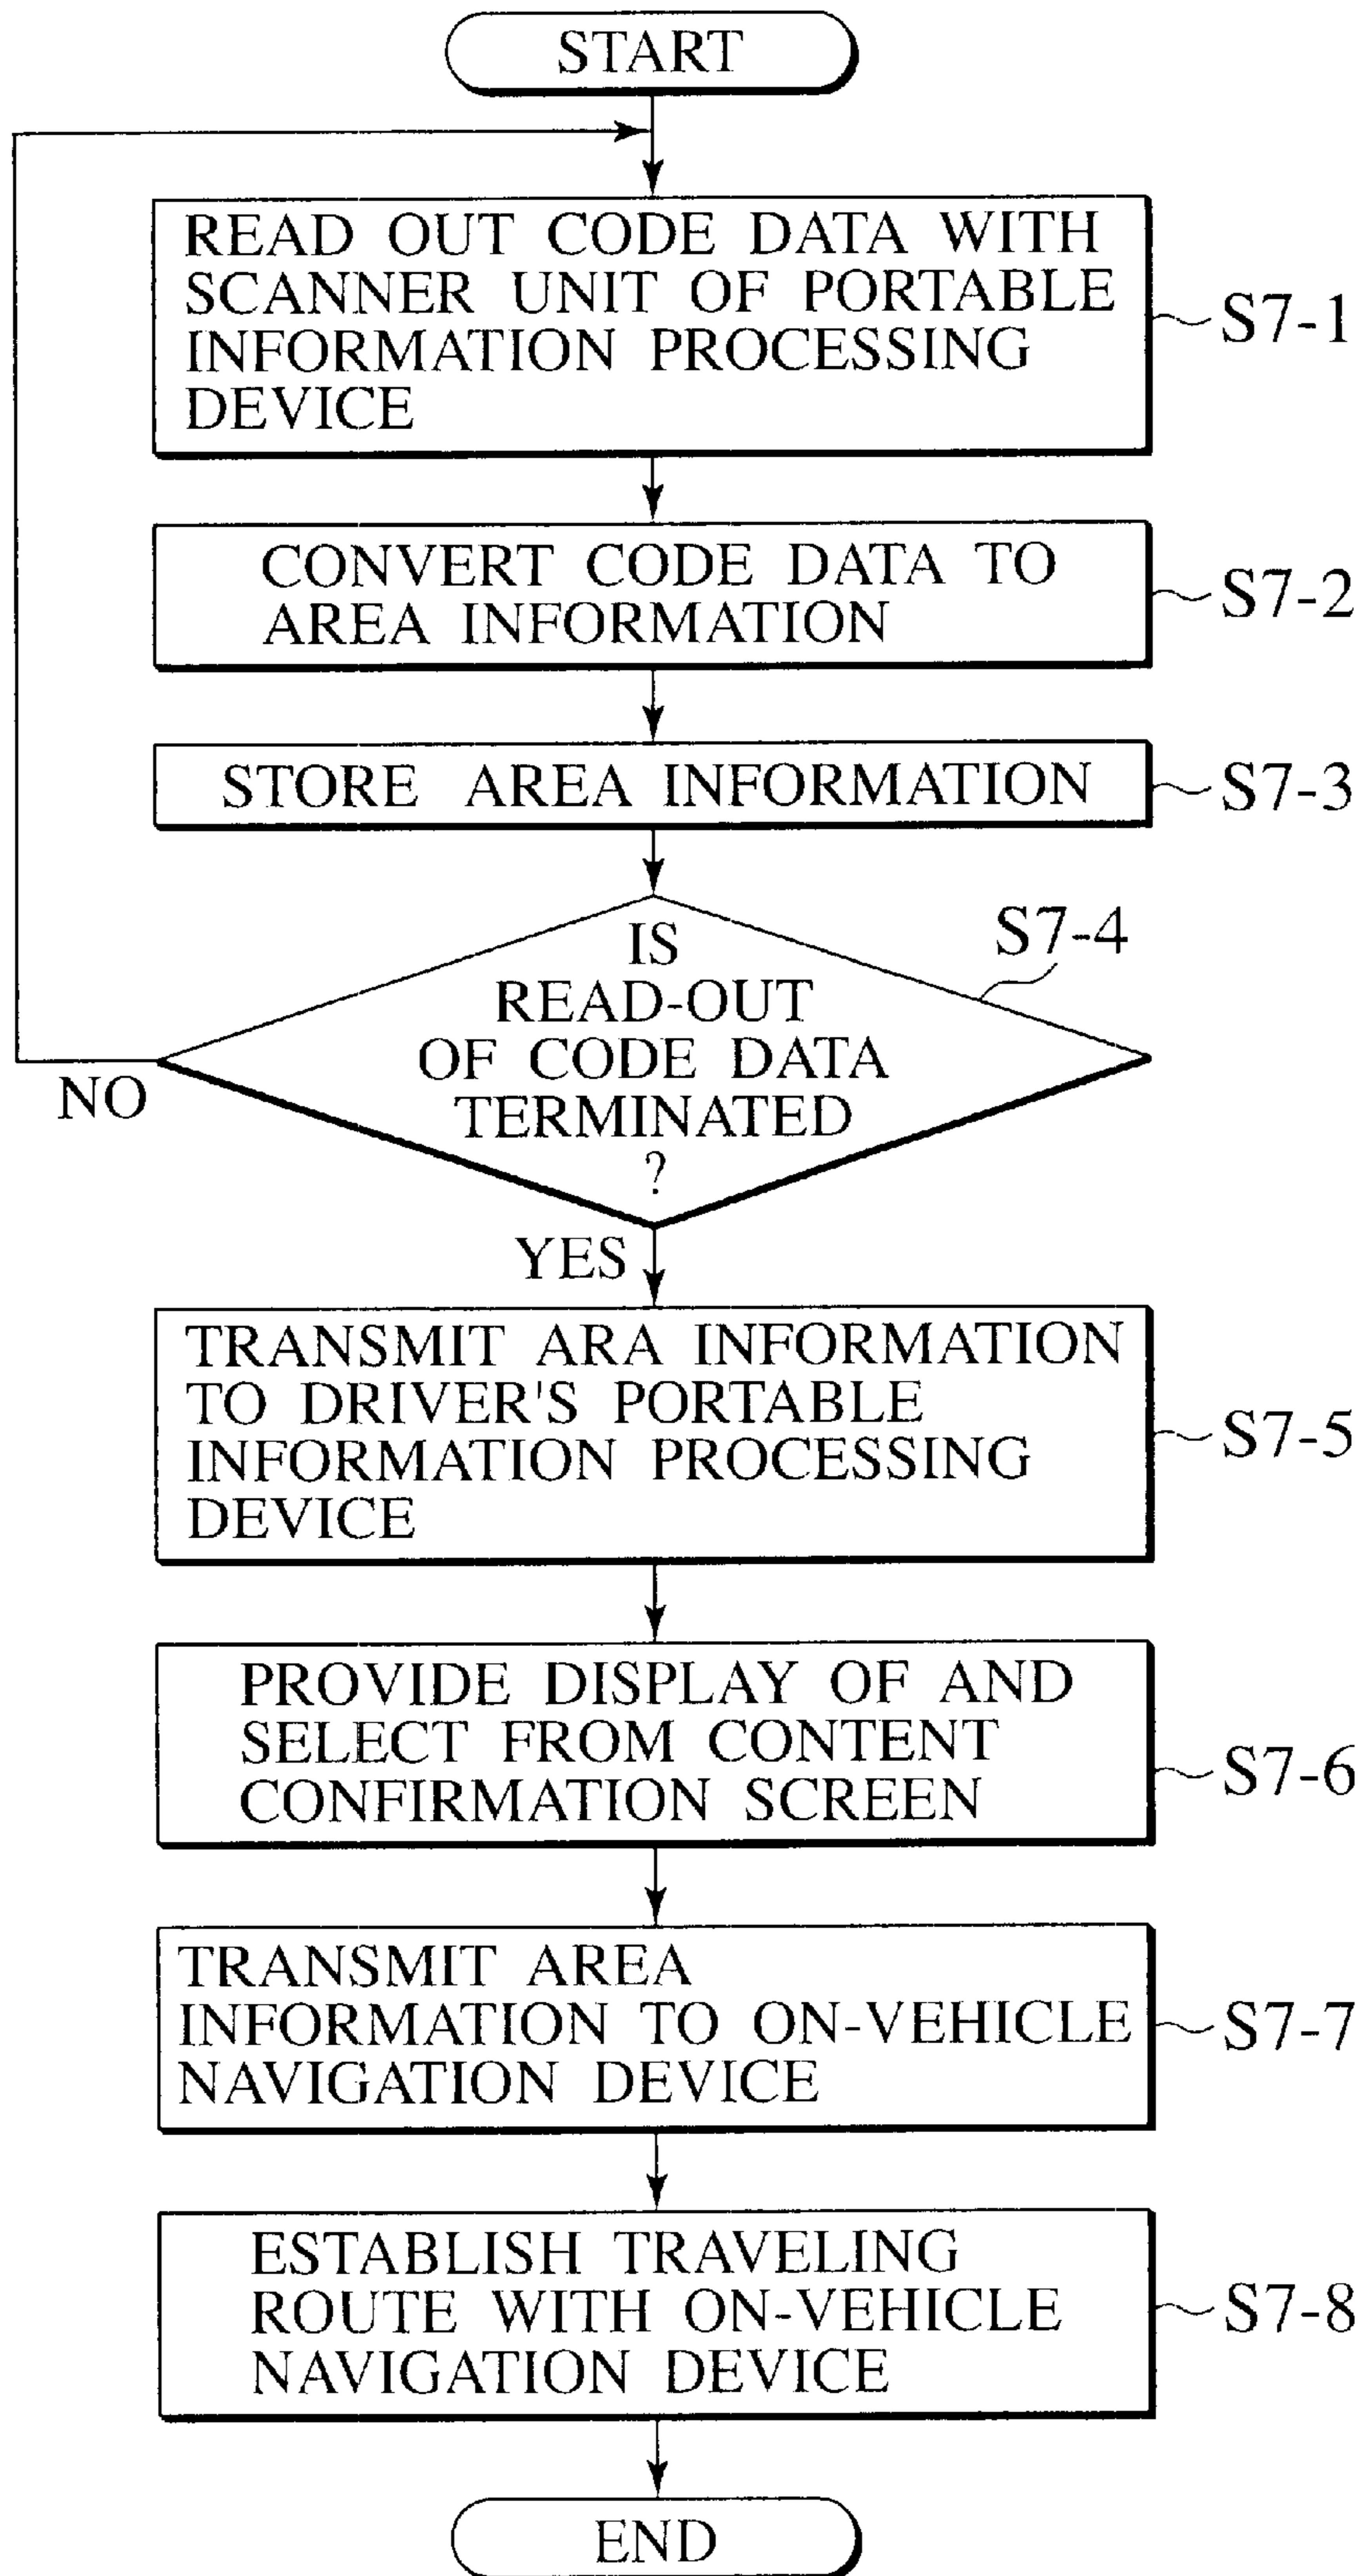 START
READ OUT CODE DATA WITH
SCANNER UNIT OF PORTABLE
INFORMATION PROCESSING
DEVICE
S7-1
CONVERT CODE DATA TO
AREA INFORMATION
S7-2
STORE AREA INFORMATION
S7-3
IS
READ-OUT
OF CODE DATA
TERMINATED
?
S7-4
NO
YES
TRANSMIT ARA INFORMATION
TO DRIVER'S PORTABLE
INFORMATION PROCESSING
DEVICE
S7-5
PROVIDE DISPLAY OF AND
SELECT FROM CONTENT
CONFIRMATION SCREEN
S7-6
TRANSMIT AREA
INFORMATION TO ON-VEHICLE
NAVIGATION DEVICE
S7-7
ESTABLISH TRAVELING
ROUTE WITH ON-VEHICLE
NAVIGATION DEVICE
S7-8
END